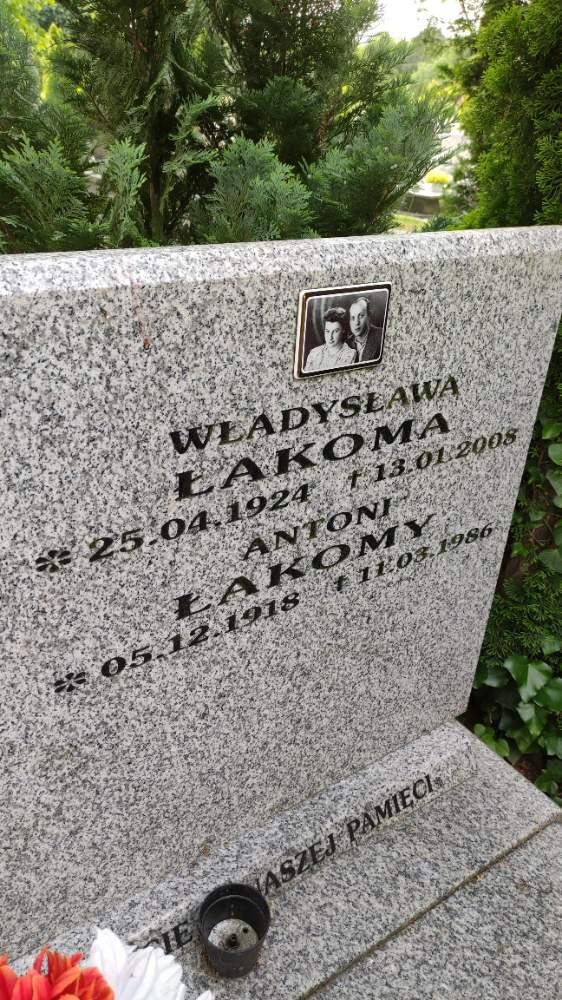 WŁADYSŁAWA
ŁAKOMA
* 25.04.1924 † 13.01.2008
ANTONI
ŁAKOMY
* 05.12.1918 † 11.03.1986
NASZEJ PAMIĘCI